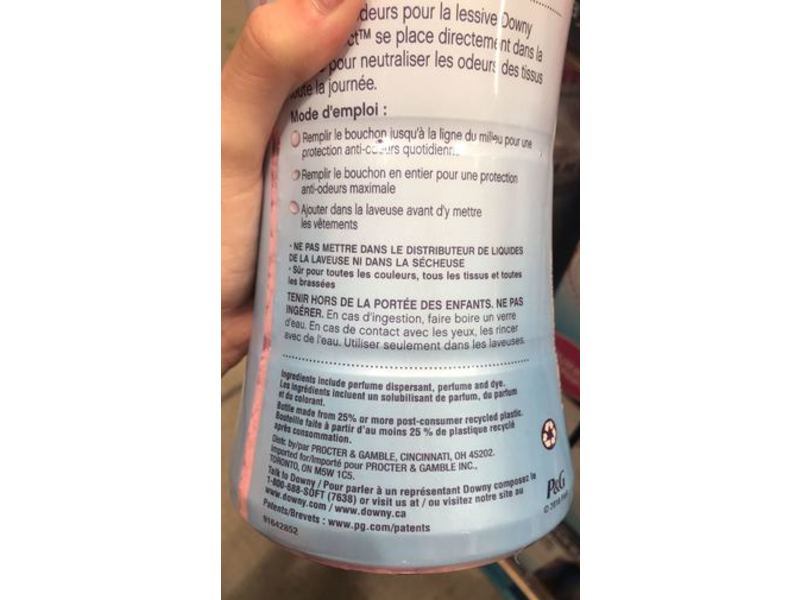 deurs pour la lessive Downy
ct™ se place directement dans la
pour neutraliser les odeurs des tissus
toute la journée.
Mode d'emploi :
Remplir le bouchon jusqu'à la ligne du milieu pour une
protection anti-odeurs quotidienne
Remplir le bouchon en entier pour une protection
anti-odeurs maximale
Ajouter dans la laveuse avant d'y mettre
les vêtements
· NE PAS METTRE DANS LE DISTRIBUTEUR DE LIQUIDES
DE LA LAVEUSE NI DANS LA SÉCHEUSE
· Sûr pour toutes les couleurs, tous les tissus et toutes
les brassées
TENIR HORS DE LA PORTÉE DES ENFANTS. NE PAS
INGÉRER. En cas d'ingestion, faire boire un verre
d'eau. En cas de contact avec les yeux, les rincer
avec de l'eau. Utiliser seulement dans les laveuses.
Ingredients include perfume dispersant, perfume and dye.
Les ingrédients incluent un solubilisant de parfum, du parfum
et du colorant.
Bottle made from 25% or more post-consumer recycled plastic.
Bouteille faite à partir d'au moins 25 % de plastique recyclé
après consommation.
Distr. by/par PROCTER & GAMBLE, CINCINNATI, OH 45202.
Imported for/Importé pour PROCTER & GAMBLE INC.,
TORONTO, ON M5W 1C5.
Talk to Downy / Pour parler à un représentant Downy composez le
1-800-688-SOFT (7638) or visit us at / ou visitez notre site au
www.downy.com / www.downy.ca
Patents/Brevets : www.pg.com/patents
91642852
P&G